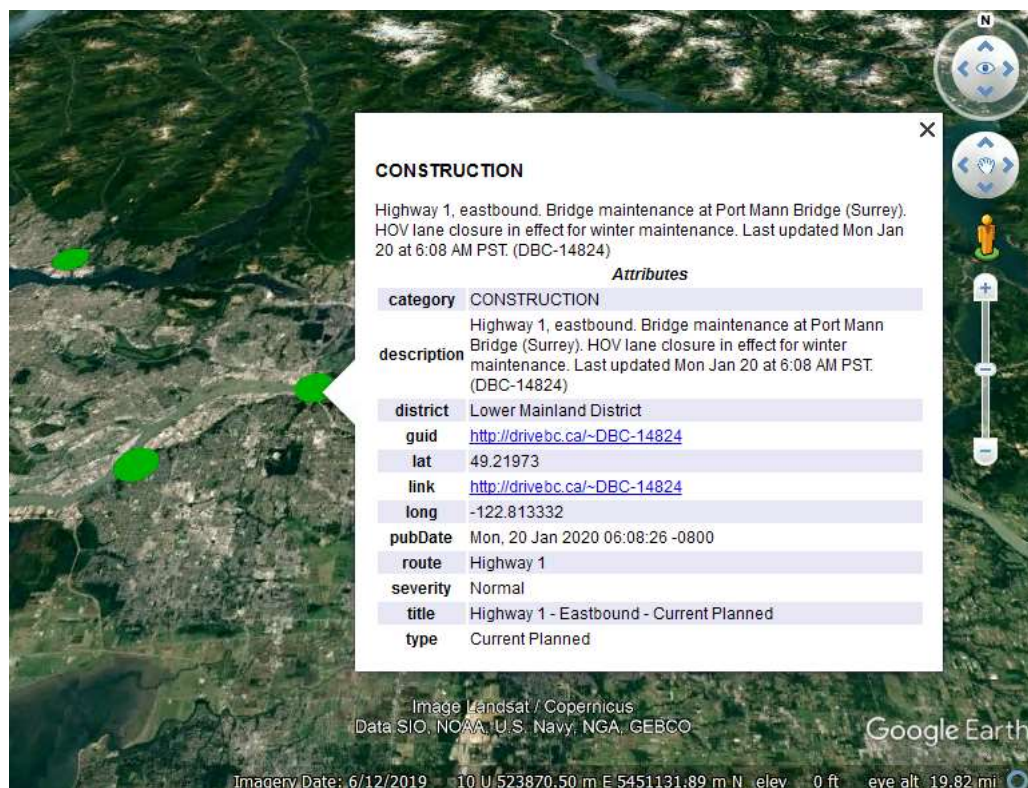 N
CONSTRUCTION
Highway 1, eastbound. Bridge maintenance at Port Mann Bridge (Surrey).
HOV lane closure in effect for winter maintenance. Last updated Mon Jan
20 at 6:08 AM PST. (DBC-14824)
Attributes
category CONSTRUCTION
description Highway 1, eastbound. Bridge maintenance at Port Mann
Bridge (Surrey). HOV lane closure in effect for winter
maintenance. Last updated Mon Jan 20 at 6:08 AM PST.
(DBC-14824)
district Lower Mainland District
guid http://drivebc.ca/~DBC-14824
lat 49.21973
link http://drivebc.ca/~DBC-14824
long -122.813332
pubDate Mon, 20 Jan 2020 06:08:26 -0800
route Highway 1
severity Normal
title Highway 1 - Eastbound - Current Planned
type Current Planned
Image Landsat / Copernicus
Data SIO, NOAA, U.S. Navy, NGA, GEBCO
Google Earth
Imagery Date: 6/12/2019 10 U 523870.50 m E 5451131.89 m N elev 0 ft eye alt 19.82 mi